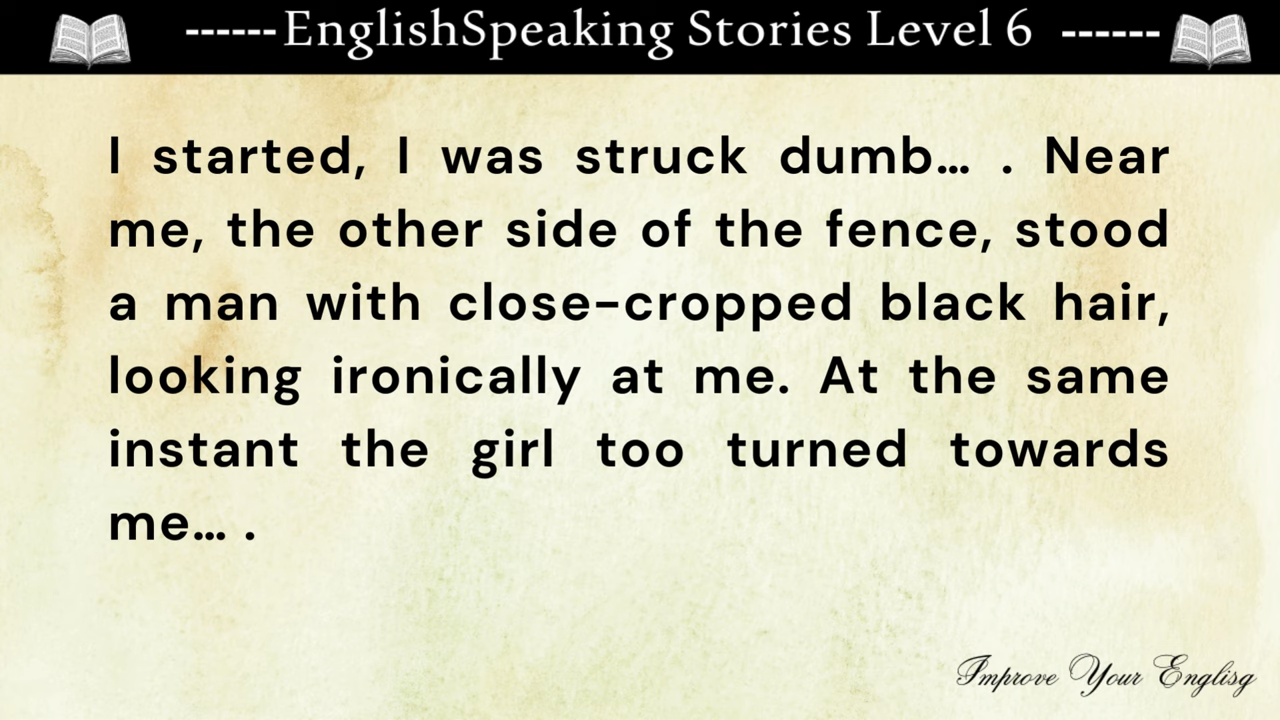 ------EnglishSpeaking Stories Level 6 ------
I started, I was struck dumb… . Near
me, the other side of the fence, stood
a man with close-cropped black hair,
looking ironically at me. At the same
instant the girl too turned towards
me… .
Improve Your Englisg